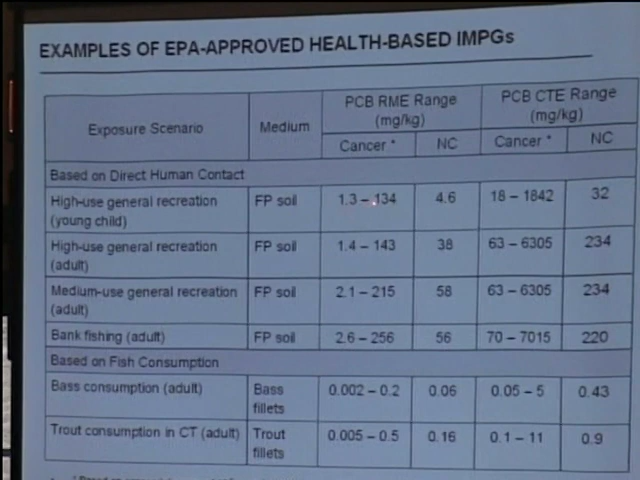 EXAMPLES OF EPA-APPROVED HEALTH-BASED IMPGs
Exposure Scenario Medium PCB RME Range (mg/kg) PCB CTE Range (mg/kg)
Cancer * NC Cancer * NC
Based on Direct Human Contact
High-use general recreation (young child) FP soil 1.3 – 134 4.6 18 – 1842 32
High-use general recreation (adult) FP soil 1.4 – 143 38 63 – 6305 234
Medium-use general recreation (adult) FP soil 2.1 – 215 58 63 – 6305 234
Bank fishing (adult) FP soil 2.6 – 256 56 70 – 7015 220
Based on Fish Consumption
Bass consumption (adult) Bass fillets 0.002 – 0.2 0.06 0.05 – 5 0.43
Trout consumption in CT (adult) Trout fillets 0.005 – 0.5 0.16 0.1 – 11 0.9